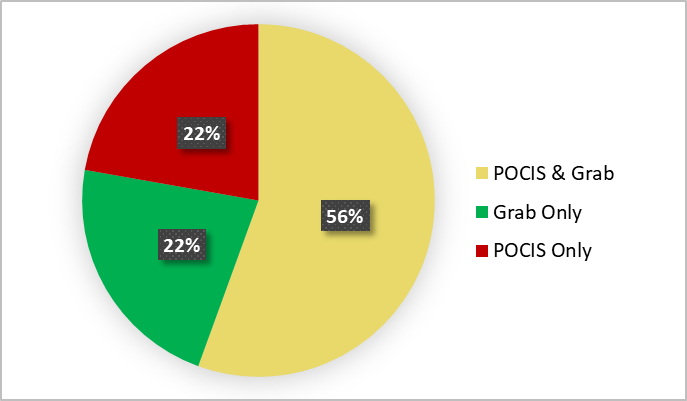 22%
56%
22%
POCIS & Grab
Grab Only
POCIS Only